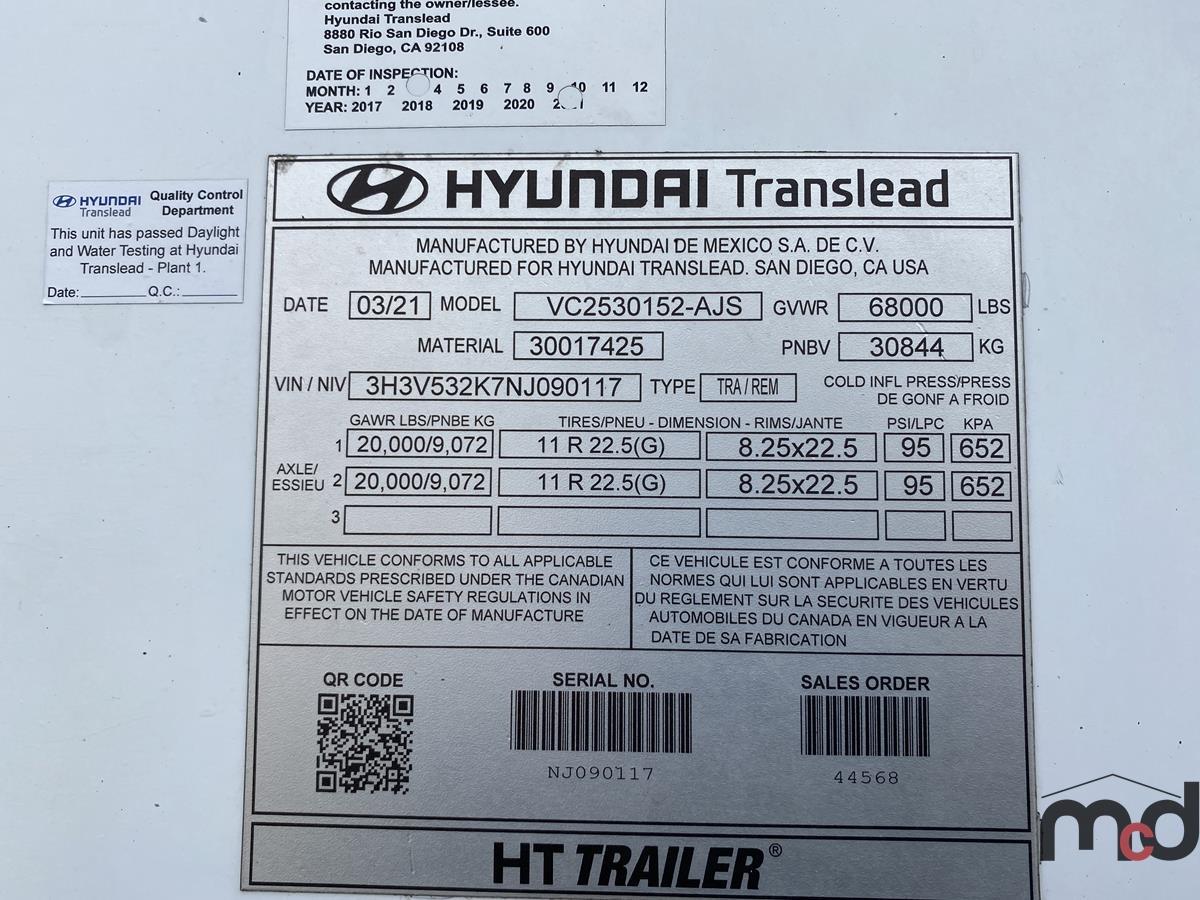 contacting the owner/lessee.
Hyundai Translead
8880 Rio San Diego Dr., Suite 600
San Diego, CA 92108
DATE OF INSPECTION:
MONTH: 1 2 4 5 6 7 8 9 10 11 12
YEAR: 2017 2018 2019 2020
HYUNDAI Translead
Quality Control Department
This unit has passed Daylight
and Water Testing at Hyundai
Translead - Plant 1.
Date: Q.C.:
HYUNDAI Translead
MANUFACTURED BY HYUNDAI DE MEXICO S.A. DE C.V.
MANUFACTURED FOR HYUNDAI TRANSLEAD. SAN DIEGO, CA USA
DATE 03/21 MODEL VC2530152-AJS GVWR 68000 LBS
MATERIAL 30017425 PNBV 30844 KG
VIN / NIV 3H3V532K7NJ090117 TYPE TRA / REM COLD INFL PRESS/PRESS
DE GONF A FROID
GAWR LBS/PNBE KG TIRES/PNEU - DIMENSION - RIMS/JANTE PSI/LPC KPA
1 20,000/9,072 11 R 22.5(G) 8.25x22.5 95 652
AXLE/
ESSIEU 2 20,000/9,072 11 R 22.5(G) 8.25x22.5 95 652
3
THIS VEHICLE CONFORMS TO ALL APPLICABLE
STANDARDS PRESCRIBED UNDER THE CANADIAN
MOTOR VEHICLE SAFETY REGULATIONS IN
EFFECT ON THE DATE OF MANUFACTURE
CE VEHICULE EST CONFORME A TOUTES LES
NORMES QUI LUI SONT APPLICABLES EN VERTU
DU REGLEMENT SUR LA SECURITE DES VEHICULES
AUTOMOBILES DU CANADA EN VIGUEUR A LA
DATE DE SA FABRICATION
QR CODE SERIAL NO. SALES ORDER
NJ090117 44568
HT TRAILER®
mcd